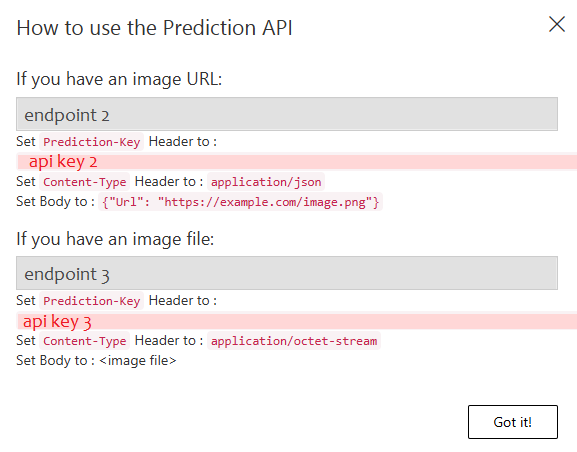 How to use the Prediction API
If you have an image URL:
endpoint 2
Set Prediction-Key Header to :
api key 2
Set Content-Type Header to : application/json
Set Body to : {"Url": "https://example.com/image.png"}
If you have an image file:
endpoint 3
Set Prediction-Key Header to :
api key 3
Set Content-Type Header to : application/octet-stream
Set Body to : <image file>
Got it!